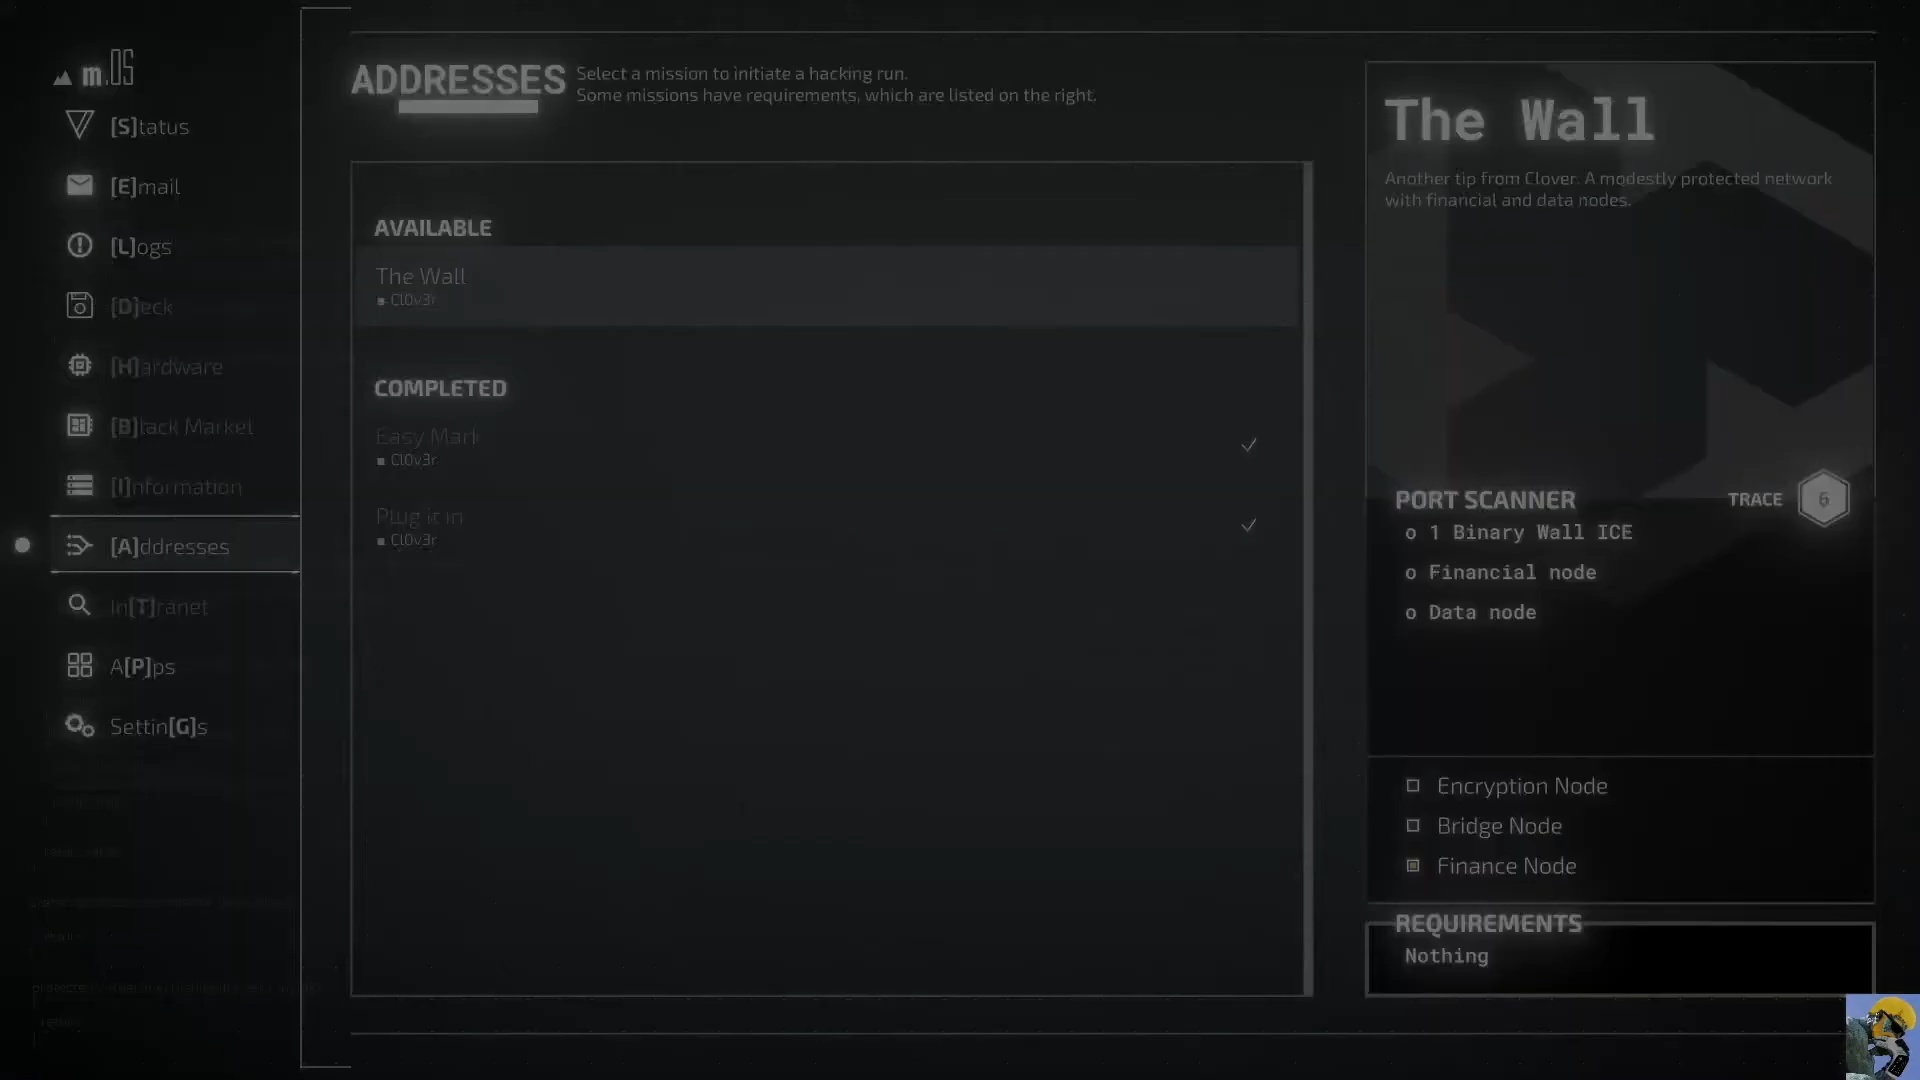 m.OS
[S]tatus
[E]mail
[L]ogs
[D]eck
[H]ardware
[B]lack Market
[I]nformation
[A]ddresses
In[T]ranet
A[P]ps
Settin[G]s
ADDRESSES
Select a mission to initiate a hacking run.
Some missions have requirements, which are listed on the right.
AVAILABLE
The Wall
Cl0v3r
COMPLETED
Easy Mark
Cl0v3r
Plug it in
Cl0v3r
The Wall
Another tip from Clover. A modestly protected network
with financial and data nodes.
PORT SCANNER
TRACE 6
o 1 Binary Wall ICE
o Financial node
o Data node
Encryption Node
Bridge Node
Finance Node
REQUIREMENTS
Nothing